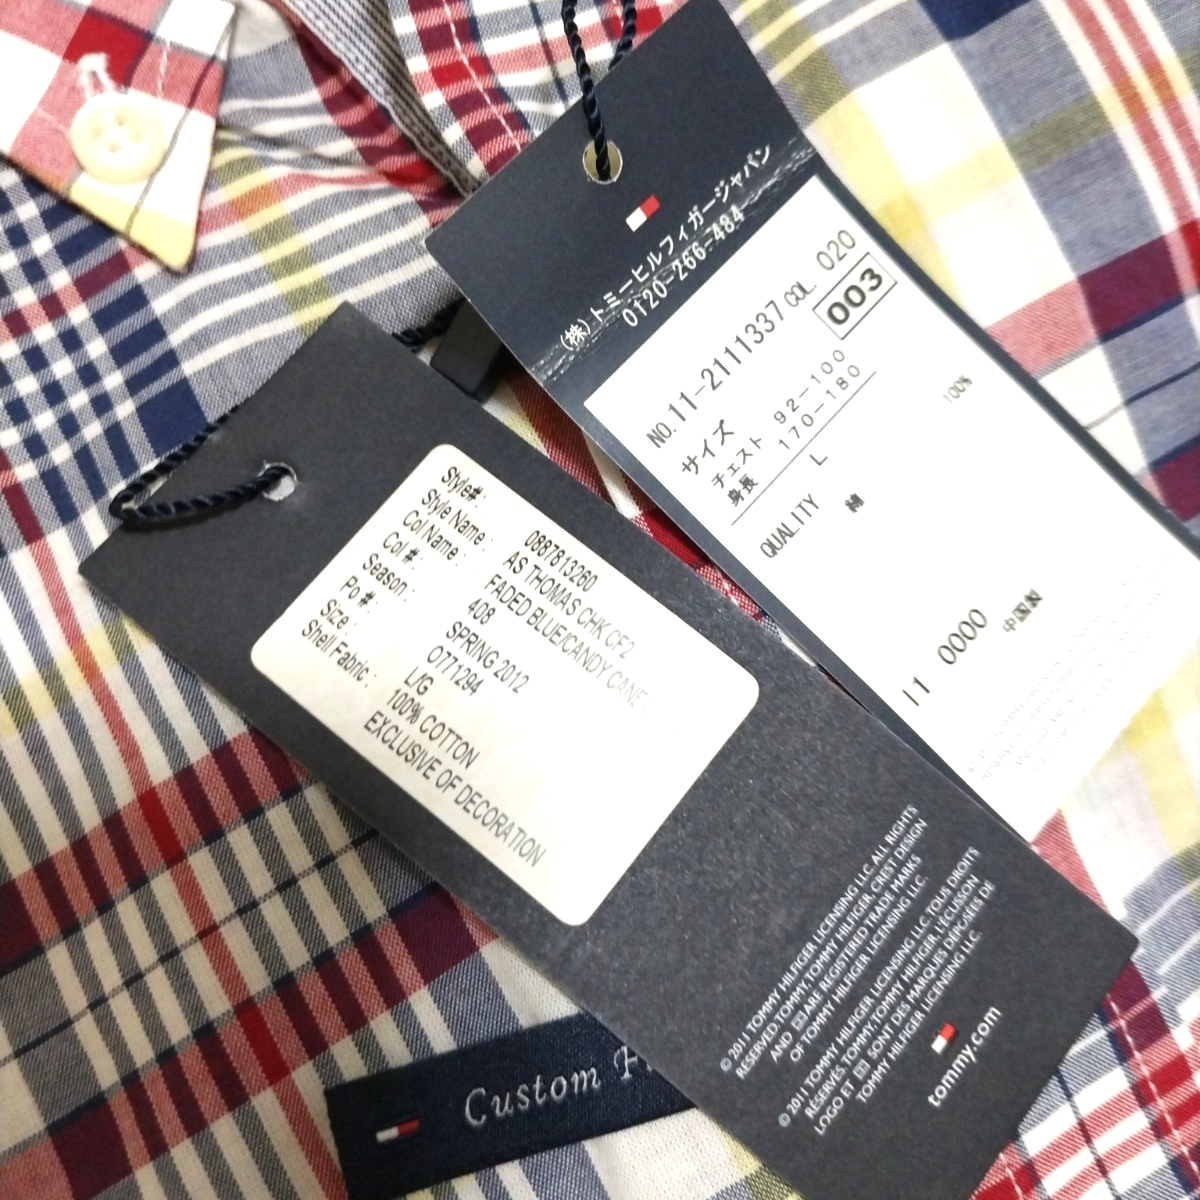 (株)トミーヒルフィガージャパン
0120-266-484
NO.11-2111337 COL. 020
サイズ 003
チェスト 92-100
身長 170-180
L
QUALITY 綿 100%
11 0000 中国製
Style#: 0887813260
Style Name: AS THOMAS CHK CF2
Col Name: FADED BLUE/CANDY CANE
Col #: 408
Season: SPRING 2012
Po #: 0771294
Size: L/G
Shell Fabric: 100% COTTON
EXCLUSIVE OF DECORATION
© 2011 TOMMY HILFIGER LICENSING LLC ALL RIGHTS
RESERVED TOMMY, TOMMY HILFIGER, CREST DESIGN
AND ARE REGISTERED TRADE MARKS
OF TOMMY HILFIGER LICENSING LLC.
© 2011 TOMMY HILFIGER LICENSING LLC TOUS DROITS
RÉSERVÉS TOMMY, TOMMY HILFIGER, L'ÉCUSSON
LOGO ET SONT DES MARQUES DÉPOSÉES DE
TOMMY HILFIGER LICENSING LLC.
tommy.com
Custom